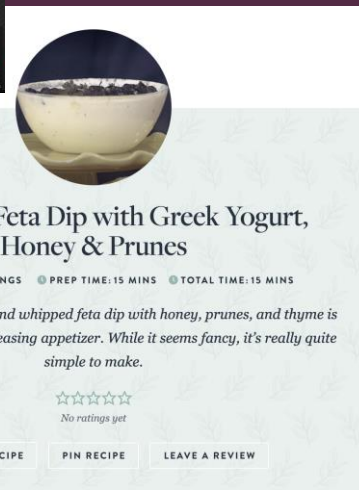 Feta Dip with Greek Yogurt,
Honey & Prunes
NGS PREP TIME: 15 MINS TOTAL TIME: 15 MINS
nd whipped feta dip with honey, prunes, and thyme is
easing appetizer. While it seems fancy, it's really quite
simple to make.
No ratings yet
CIPE PIN RECIPE LEAVE A REVIEW